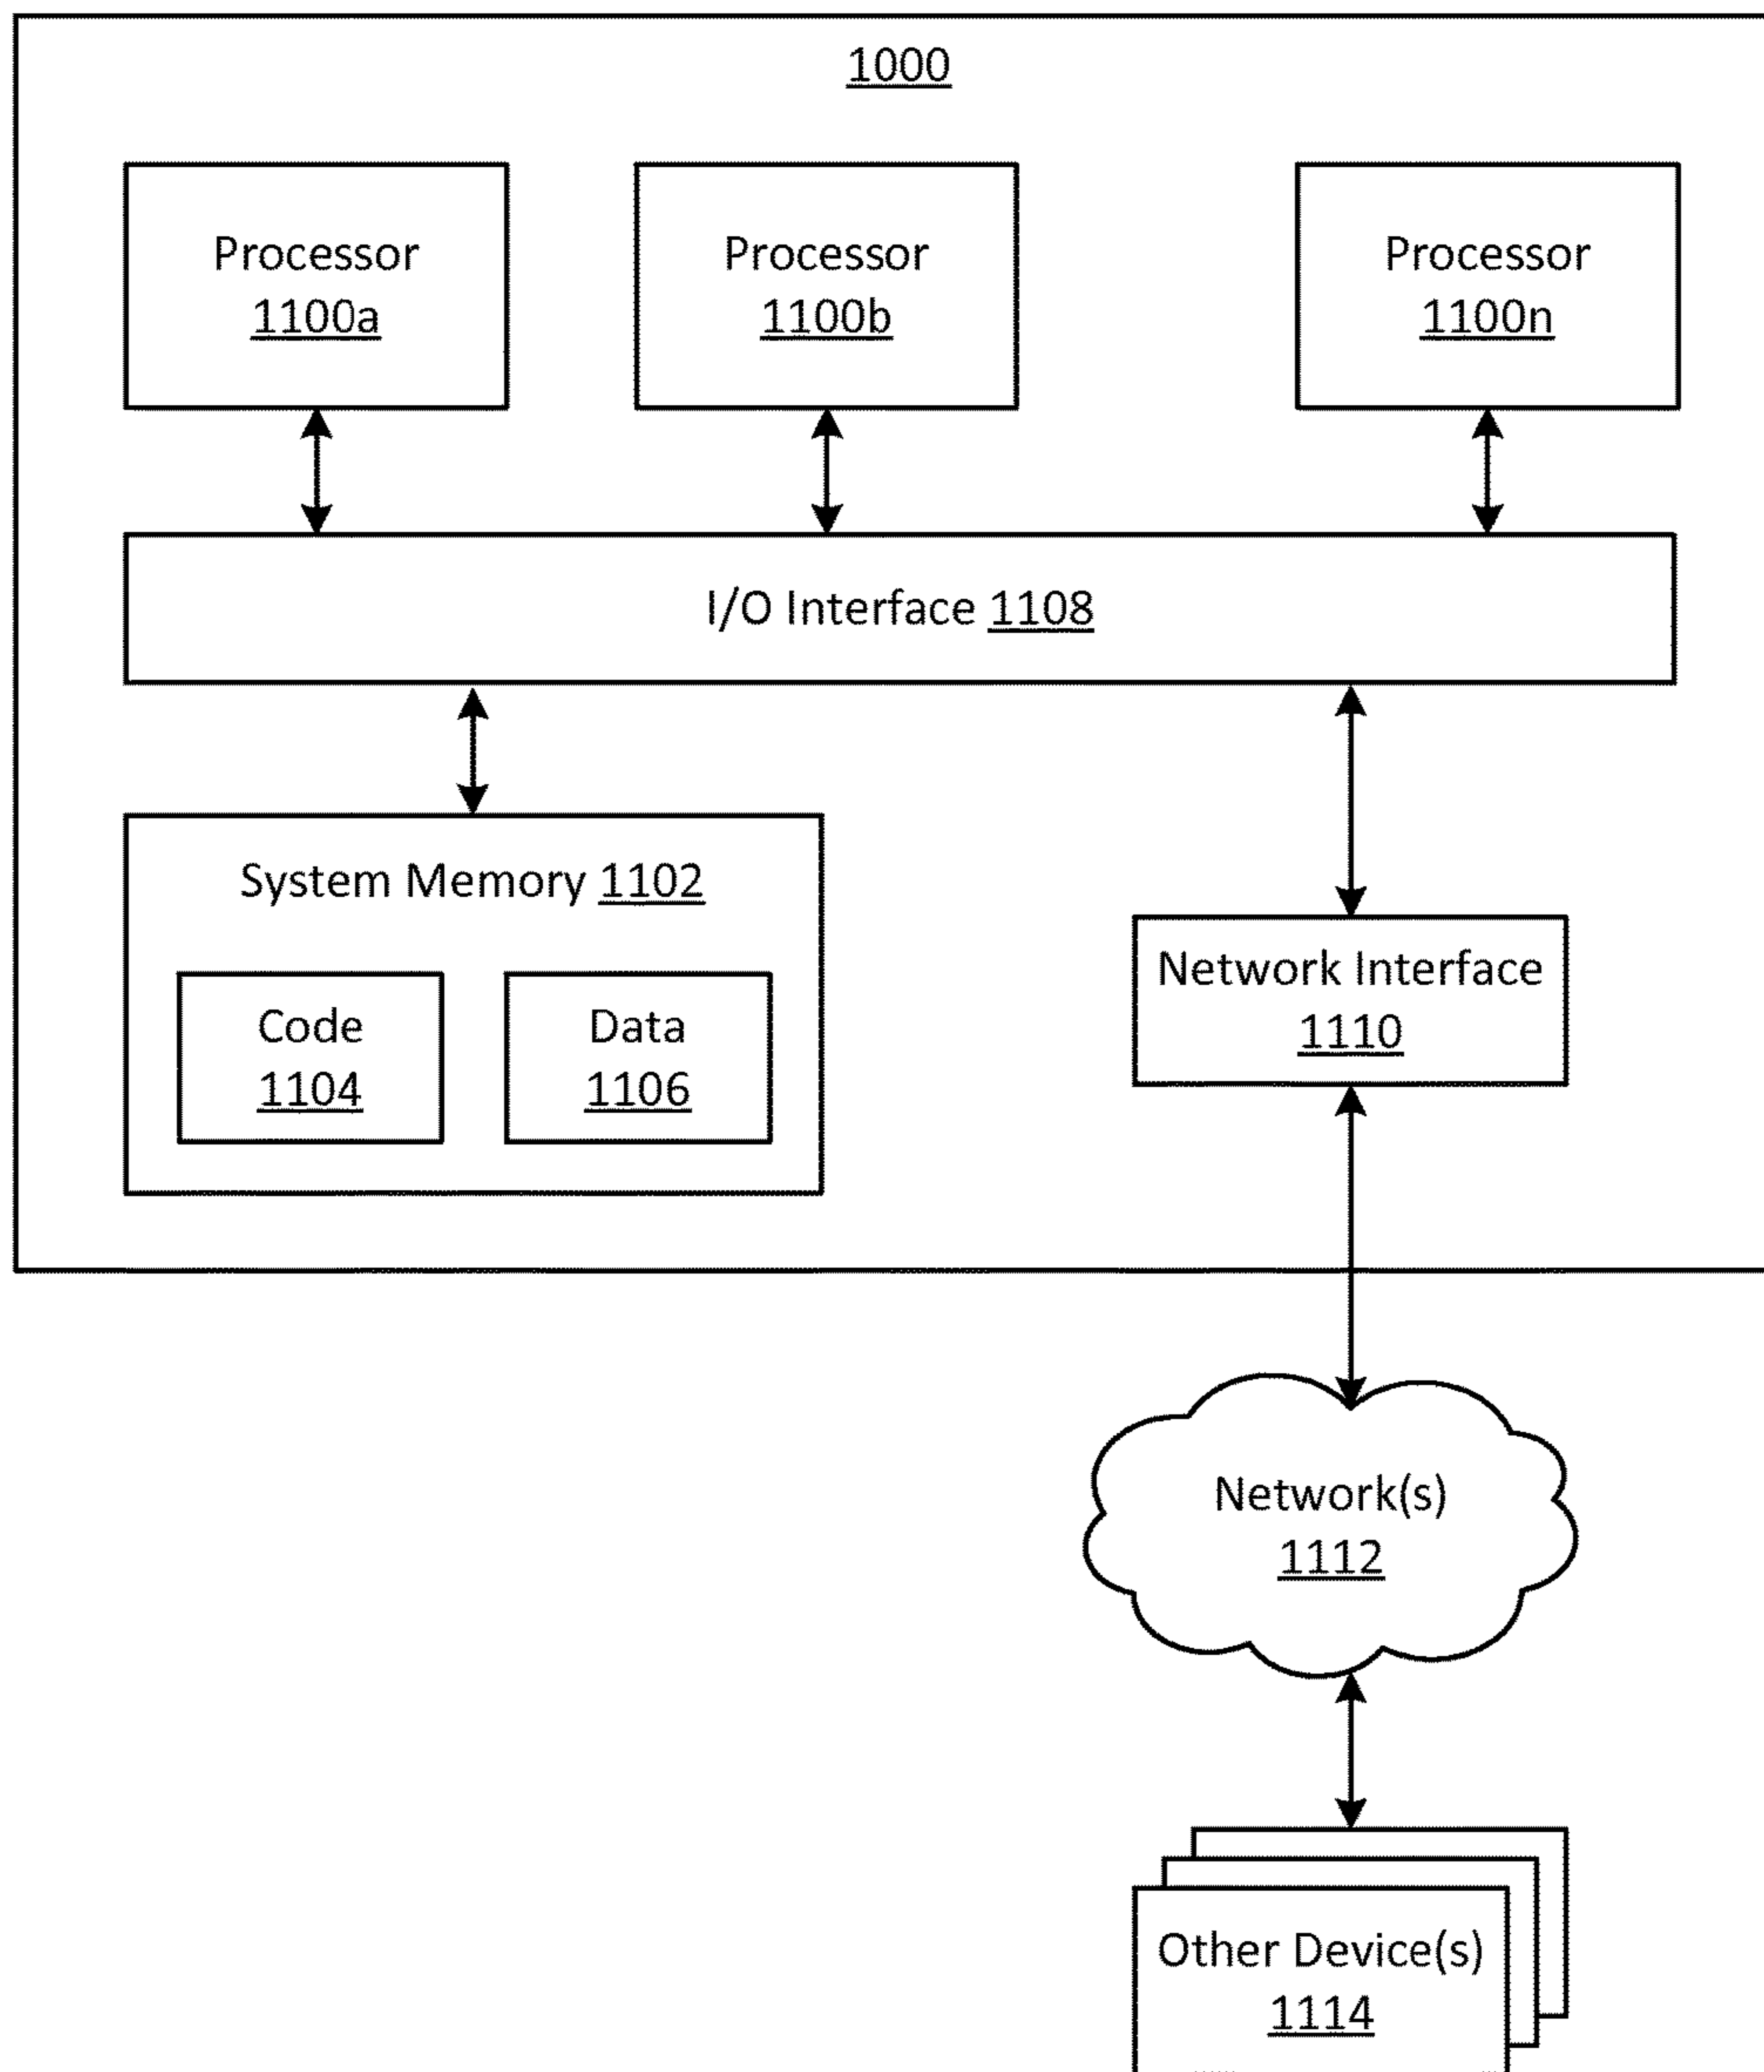 1000
Processor
1100a
Processor
1100b
Processor
1100n
I/O Interface 1108
System Memory 1102
Code
1104
Data
1106
Network Interface
1110
Network(s)
1112
Other Device(s)
1114